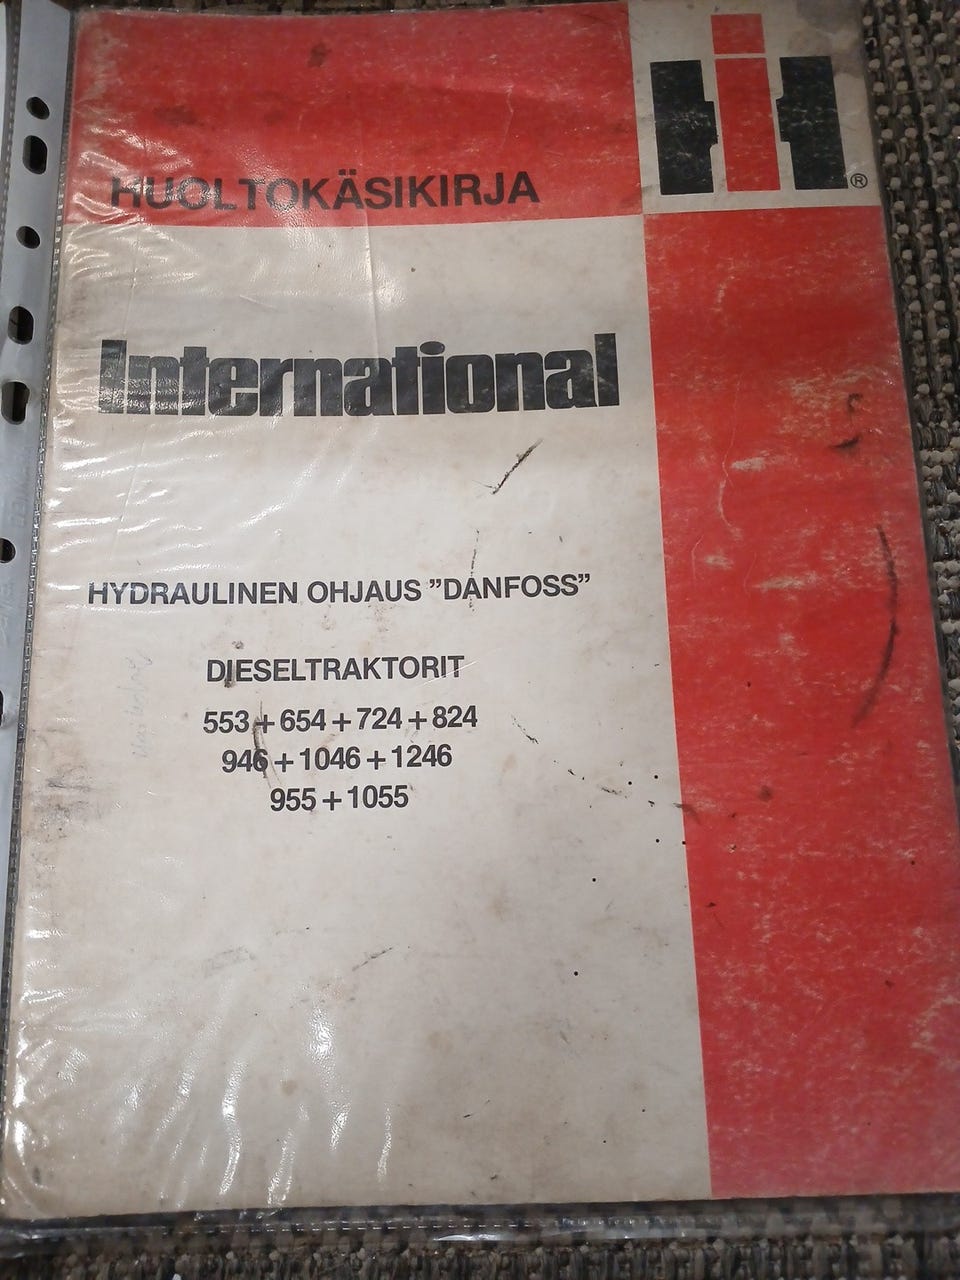 HUOLTOKÄSIKIRJA
IH®
International
HYDRAULINEN OHJAUS ”DANFOSS”
DIESELTRAKTORIT
553+654+724+824
946+1046+1246
955+1055